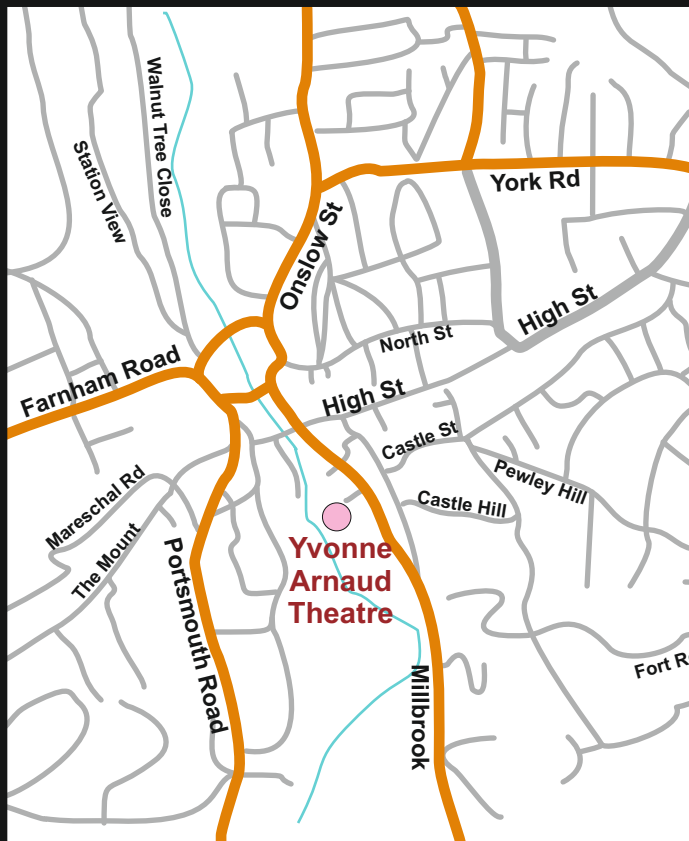 Walnut Tree Close
Station View
York Rd
Onslow St
High St
North St
Farnham Road
High St
Castle St
Pewley Hill
Mareschal Rd
Castle Hill
The Mount
Yvonne
Arnaud
Theatre
Portsmouth Road
Fort R
Millbrook